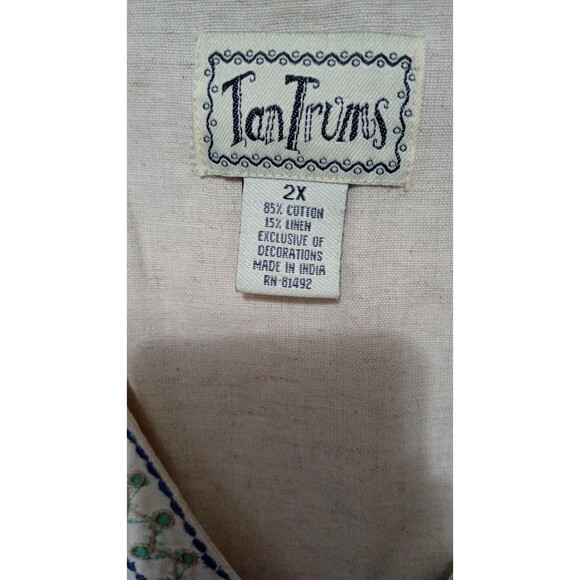 TanTrums
2X
85% COTTON
15% LINEN
EXCLUSIVE OF
DECORATIONS
MADE IN INDIA
RN-81492